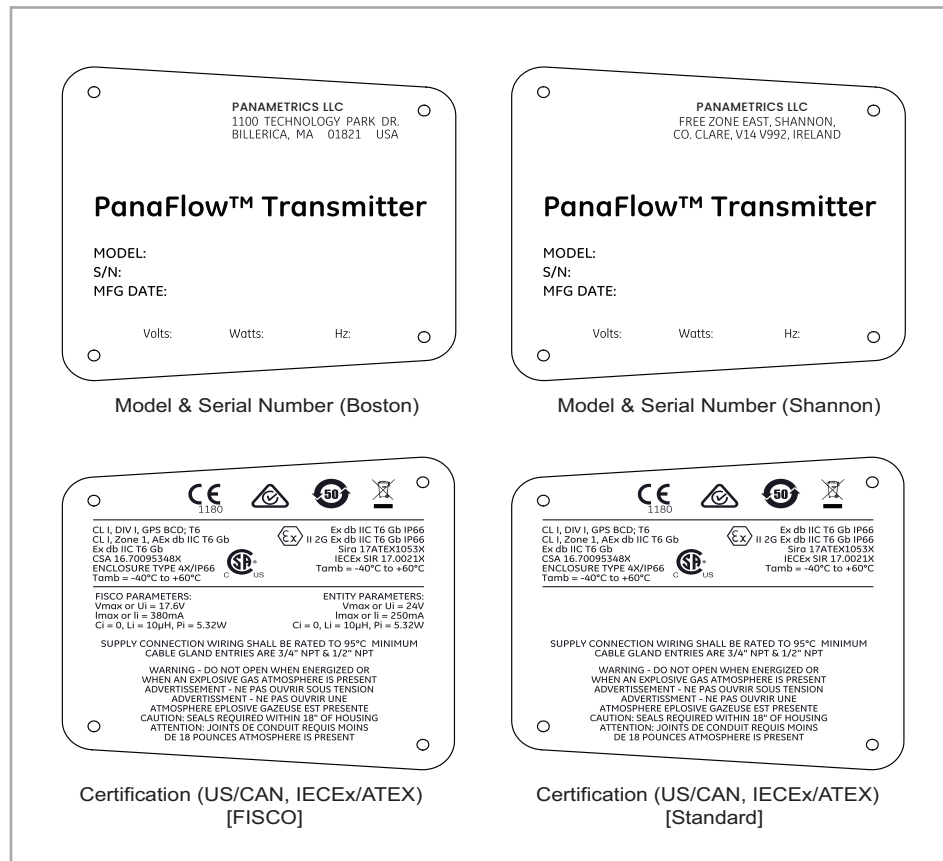 PANAMETRICS LLC
1100 TECHNOLOGY PARK DR.
BILLERICA, MA 01821 USA
PanaFlow™ Transmitter
MODEL:
S/N:
MFG DATE:
Volts: Watts: Hz:
Model & Serial Number (Boston)
PANAMETRICS LLC
FREE ZONE EAST, SHANNON,
CO. CLARE, V14 V992, IRELAND
PanaFlow™ Transmitter
MODEL:
S/N:
MFG DATE:
Volts: Watts: Hz:
Model & Serial Number (Shannon)
CE
1180
50
CL I, DIV I, GPS BCD; T6
CL I, Zone 1, AEx db IIC T6 Gb
Ex db IIC T6 Gb
CSA 16.70095348X
ENCLOSURE TYPE 4X/IP66
Tamb = -40°C to +60°C
C SA® US
Ex
Ex db IIC T6 Gb IP66
II 2G Ex db IIC T6 Gb IP66
Sira 17ATEX1053X
IECEx SIR 17.0021X
Tamb = -40°C to +60°C
FISCO PARAMETERS:
Vmax or Ui = 17.6V
Imax or Ii = 380mA
Ci = 0, Li = 10µH, Pi = 5.32W
ENTITY PARAMETERS:
Vmax or Ui = 24V
Imax or Ii = 250mA
Ci = 0, Li = 10µH, Pi = 5.32W
SUPPLY CONNECTION WIRING SHALL BE RATED TO 95°C MINIMUM
CABLE GLAND ENTRIES ARE 3/4" NPT & 1/2" NPT
WARNING - DO NOT OPEN WHEN ENERGIZED OR
WHEN AN EXPLOSIVE GAS ATMOSPHERE IS PRESENT
ADVERTISSEMENT - NE PAS OUVRIR SOUS TENSION
ADVERTISSMENT - NE PAS OUVRIR UNE
ATMOSPHERE EPLOSIVE GAZEUSE EST PRESENTE
CAUTION: SEALS REQUIRED WITHIN 18" OF HOUSING
ATTENTION: JOINTS DE CONDUIT REQUIS MOINS
DE 18 POUNCES ATMOSPHERE IS PRESENT
Certification (US/CAN, IECEx/ATEX)
[FISCO]
CE
1180
50
CL I, DIV I, GPS BCD; T6
CL I, Zone 1, AEx db IIC T6 Gb
Ex db IIC T6 Gb
CSA 16.70095348X
ENCLOSURE TYPE 4X/IP66
Tamb = -40°C to +60°C
C SA® US
Ex
Ex db IIC T6 Gb IP66
II 2G Ex db IIC T6 Gb IP66
Sira 17ATEX1053X
IECEx SIR 17.0021X
Tamb = -40°C to +60°C
SUPPLY CONNECTION WIRING SHALL BE RATED TO 95°C MINIMUM
CABLE GLAND ENTRIES ARE 3/4" NPT & 1/2" NPT
WARNING - DO NOT OPEN WHEN ENERGIZED OR
WHEN AN EXPLOSIVE GAS ATMOSPHERE IS PRESENT
ADVERTISSEMENT - NE PAS OUVRIR SOUS TENSION
ADVERTISSMENT - NE PAS OUVRIR UNE
ATMOSPHERE EPLOSIVE GAZEUSE EST PRESENTE
CAUTION: SEALS REQUIRED WITHIN 18" OF HOUSING
ATTENTION: JOINTS DE CONDUIT REQUIS MOINS
DE 18 POUNCES ATMOSPHERE IS PRESENT
Certification (US/CAN, IECEx/ATEX)
[Standard]